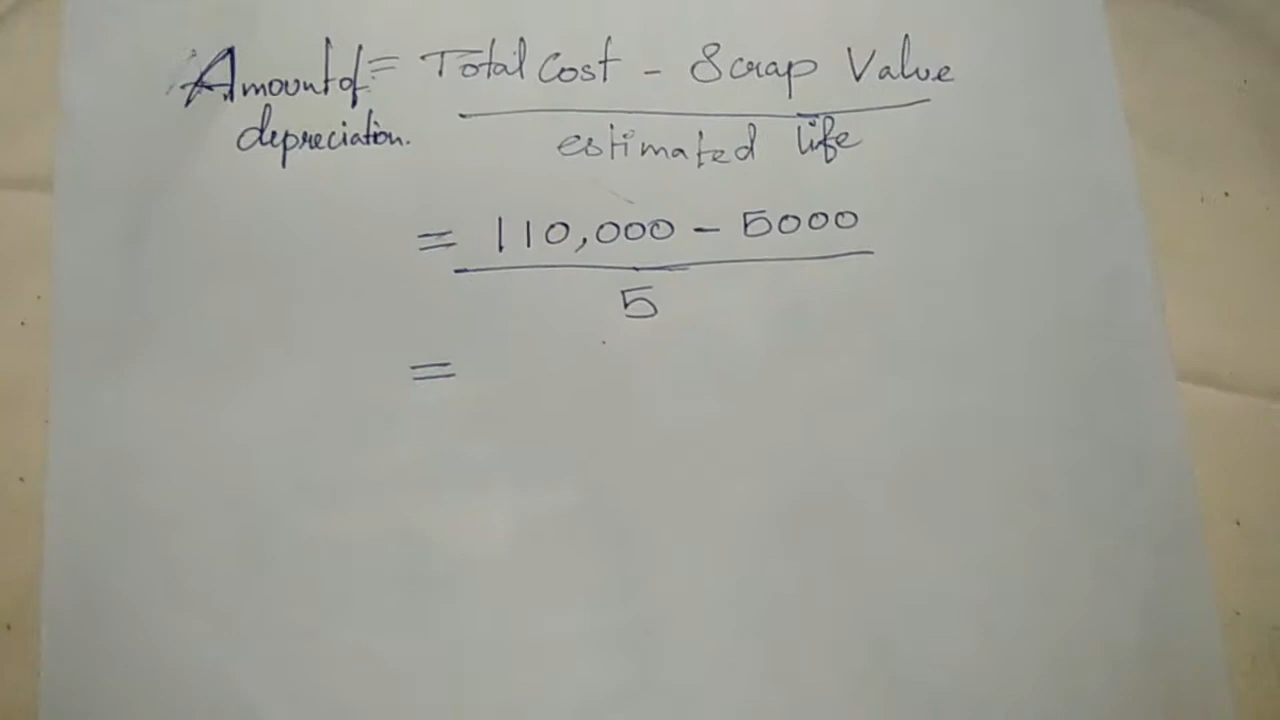 Amount of = Total Cost - Scrap Value
depreciation. estimated life
= 110,000 - 5000
5
=